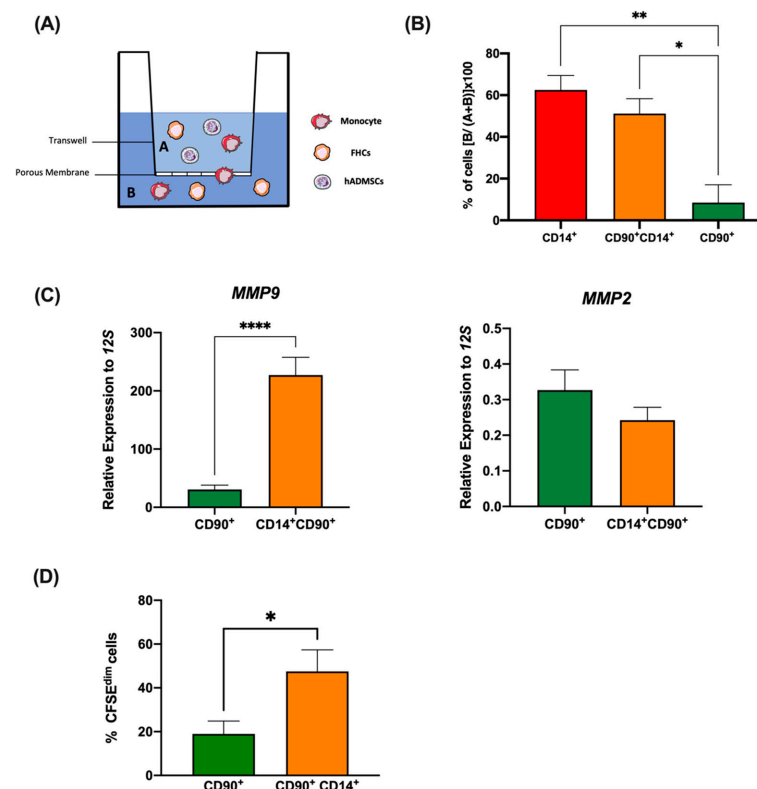 (A)
Transwell
Porous Membrane
A
B
Monocyte
FHCs
hADMSCs
(B)
% of cells [B/ (A+B)]x100
80
60
40
20
0
**
*
CD14⁺
CD90⁺CD14⁺
CD90⁺
(C)
MMP9
Relative Expression to 12S
300
200
100
0
****
CD90⁺
CD14⁺CD90⁺
MMP2
Relative Expression to 12S
0.5
0.4
0.3
0.2
0.1
0.0
CD90⁺
CD14⁺CD90⁺
(D)
% CFSEᵈⁱᵐ cells
80
60
40
20
0
*
CD90⁺
CD90⁺ CD14⁺